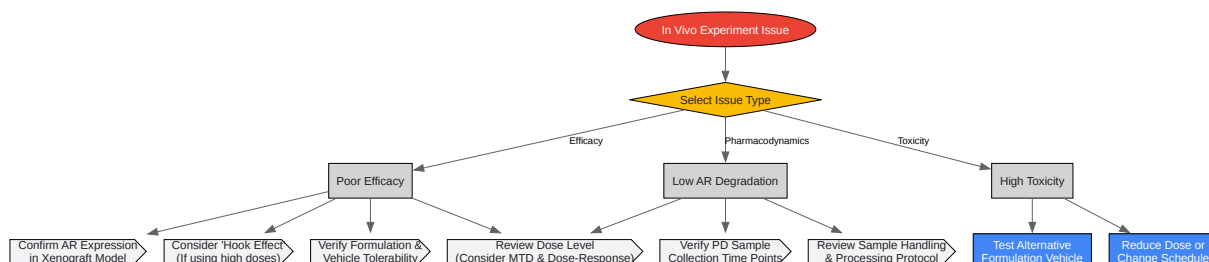 In Vivo Experiment Issue
Select Issue Type
Efficacy
Pharmacodynamics
Toxicity
Poor Efficacy
Low AR Degradation
High Toxicity
Confirm AR Expression
in Xenograft Model
Consider 'Hook Effect'
(If using high doses)
Verify Formulation &
Vehicle Tolerability
Review Dose Level
(Consider MTD & Dose-Response)
Verify PD Sample
Collection Time Points
Review Sample Handling
& Processing Protocol
Test Alternative
Formulation Vehicle
Reduce Dose or
Change Schedule